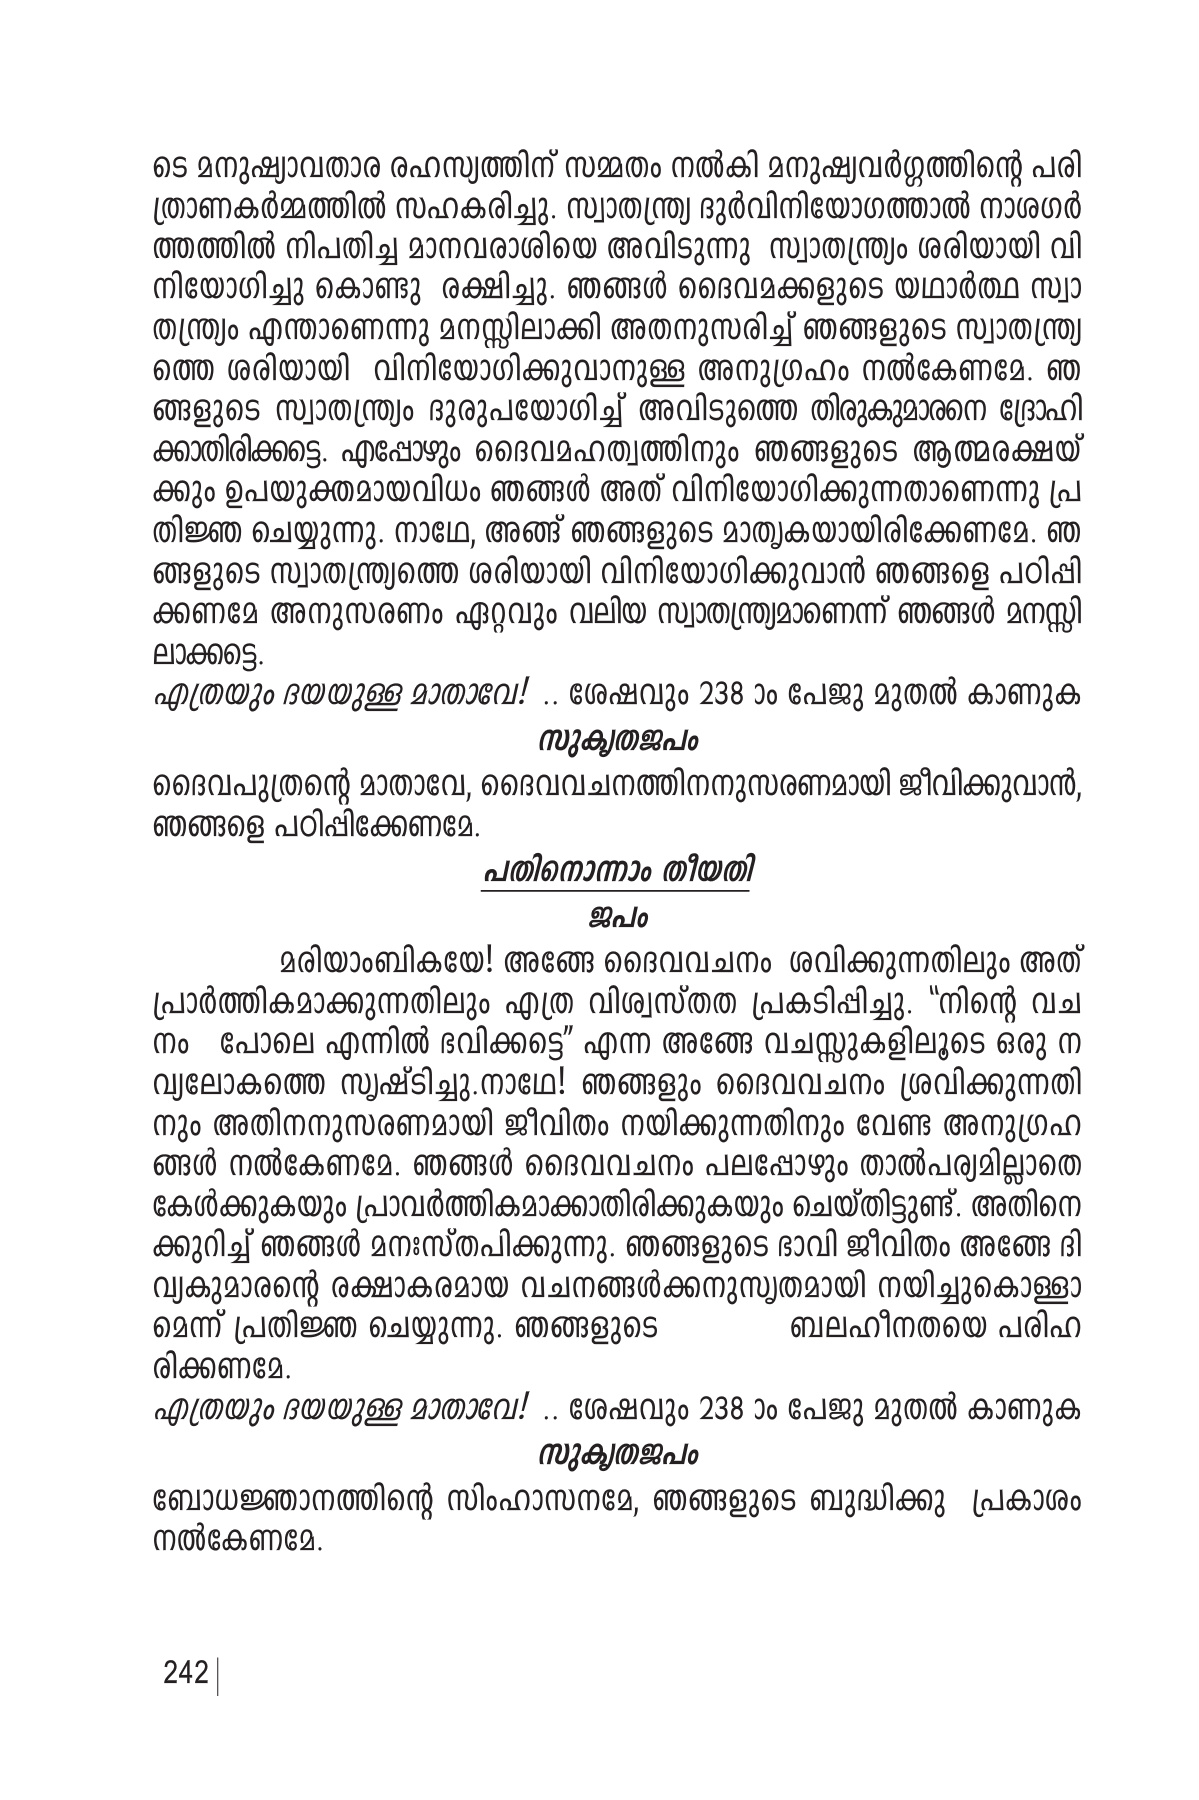 ടെ മനുഷ്യാവതാര രഹസ്യത്തിന് സമ്മതം നൽകി മനുഷ്യവർഗ്ഗത്തിന്റെ പരി
ത്രാണകർമ്മത്തിൽ സഹകരിച്ചു. സ്വാതന്ത്ര്യ ദുർവിനിയോഗത്താൽ നാശഗർ
ത്തത്തിൽ നിപതിച്ച മാനവരാശിയെ അവിടുന്നു സ്വാതന്ത്ര്യം ശരിയായി വി
നിയോഗിച്ചു കൊണ്ടു രക്ഷിച്ചു. ഞങ്ങൾ ദൈവമക്കളുടെ യഥാർത്ഥ സ്വാ
തന്ത്ര്യം എന്താണെന്നു മനസ്സിലാക്കി അതനുസരിച്ച് ഞങ്ങളുടെ സ്വാതന്ത്ര്യ
ത്തെ ശരിയായി വിനിയോഗിക്കുവാനുള്ള അനുഗ്രഹം നൽകേണമേ. ഞ
ങ്ങളുടെ സ്വാതന്ത്ര്യം ദുരുപയോഗിച്ച് അവിടുത്തെ തിരുകുമാരനെ ദ്രോഹി
ക്കാതിരിക്കട്ടെ. എപ്പോഴും ദൈവമഹത്വത്തിനും ഞങ്ങളുടെ ആത്മരക്ഷയ്
ക്കും ഉപയുക്തമായവിധം ഞങ്ങൾ അത് വിനിയോഗിക്കുന്നതാണെന്നു പ്ര
തിജ്ഞ ചെയ്യുന്നു. നാഥേ, അങ്ങ് ഞങ്ങളുടെ മാതൃകയായിരിക്കേണമേ. ഞ
ങ്ങളുടെ സ്വാതന്ത്ര്യത്തെ ശരിയായി വിനിയോഗിക്കുവാൻ ഞങ്ങളെ പഠിപ്പി
ക്കണമേ അനുസരണം ഏറ്റവും വലിയ സ്വാതന്ത്ര്യമാണെന്ന് ഞങ്ങൾ മനസ്സി
ലാക്കട്ടെ.
എത്രയും ദയയുള്ള മാതാവേ! .. ശേഷവും 238 ാം പേജു മുതൽ കാണുക
സുകൃതജപം
ദൈവപുത്രന്റെ മാതാവേ, ദൈവവചനത്തിനനുസരണമായി ജീവിക്കുവാൻ,
ഞങ്ങളെ പഠിപ്പിക്കേണമേ.
പതിനൊന്നാം തീയതി
ജപം
മരിയാംബികയേ! അങ്ങേ ദൈവവചനം ശവിക്കുന്നതിലും അത്
പ്രാർത്തികമാക്കുന്നതിലും എത്ര വിശ്വസ്തത പ്രകടിപ്പിച്ചു. “നിന്റെ വച
നം പോലെ എന്നിൽ ഭവിക്കട്ടെ” എന്ന അങ്ങേ വചസ്സുകളിലൂടെ ഒരു ന
വ്യലോകത്തെ സൃഷ്ടിച്ചു.നാഥേ! ഞങ്ങളും ദൈവവചനം ശ്രവിക്കുന്നതി
നും അതിനനുസരണമായി ജീവിതം നയിക്കുന്നതിനും വേണ്ട അനുഗ്രഹ
ങ്ങൾ നൽകേണമേ. ഞങ്ങൾ ദൈവവചനം പലപ്പോഴും താൽപര്യമില്ലാതെ
കേൾക്കുകയും പ്രാവർത്തികമാക്കാതിരിക്കുകയും ചെയ്തിട്ടുണ്ട്. അതിനെ
ക്കുറിച്ച് ഞങ്ങൾ മനഃസ്തപിക്കുന്നു. ഞങ്ങളുടെ ഭാവി ജീവിതം അങ്ങേ ദി
വ്യകുമാരന്റെ രക്ഷാകരമായ വചനങ്ങൾക്കനുസൃതമായി നയിച്ചുകൊള്ളാ
മെന്ന് പ്രതിജ്ഞ ചെയ്യുന്നു. ഞങ്ങളുടെ ബലഹീനതയെ പരിഹ
രിക്കണമേ.
എത്രയും ദയയുള്ള മാതാവേ! .. ശേഷവും 238 ാം പേജു മുതൽ കാണുക
സുകൃതജപം
ബോധജ്ഞാനത്തിന്റെ സിംഹാസനമേ, ഞങ്ങളുടെ ബുദ്ധിക്കു പ്രകാശം
നൽകേണമേ.
242